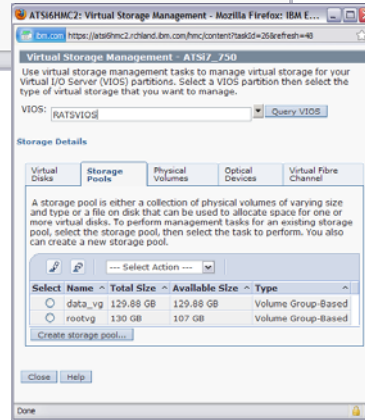 ATSI6HMC2: Virtual Storage Management - Mozilla Firefox: IBM E...
ibm.com https://atsi6hmc2.rchland.ibm.com/hmc/content?taskId=26&refresh=48
Virtual Storage Management - ATSi7_750
Use virtual storage management tasks to manage virtual storage for your
Virtual I/O Server (VIOS) partitions. Select a VIOS partition then select the
type of virtual storage that you want to manage.
VIOS: RATSVIOS Query VIOS
Storage Details
Virtual Disks Storage Pools Physical Volumes Optical Devices Virtual Fibre Channel
A storage pool is either a collection of physical volumes of varying size
and type or a file on disk that can be used to allocate space for one or
more virtual disks. To perform management tasks for an existing storage
pool, select the storage pool, then select the task to perform. You also
can create a new storage pool.
--- Select Action ---
Select Name ^ Total Size ^ Available Size ^ Type ^
data_vg 129.88 GB 129.88 GB Volume Group-Based
rootvg 130 GB 107 GB Volume Group-Based
Create storage pool...
Close Help
Done